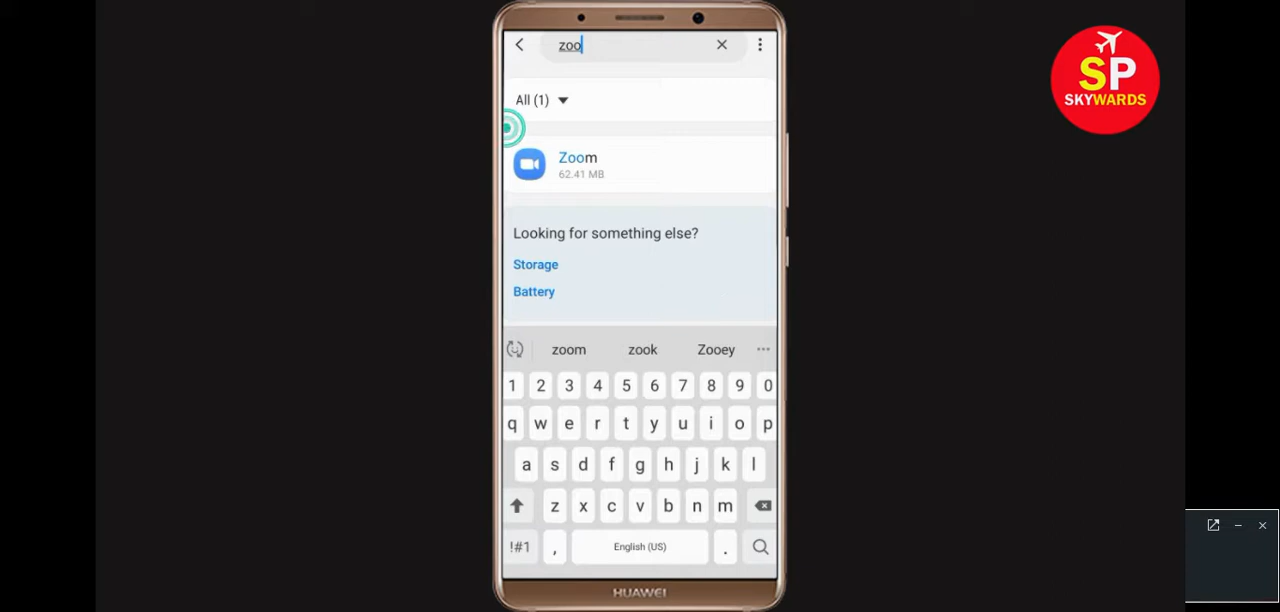 zoo
SP
SKYWARDS
All (1)
Zoom
62.41 MB
Looking for something else?
Storage
Battery
zoom zook Zooey ...
1 2 3 4 5 6 7 8 9 0
q w e r t y u i o p
a s d f g h j k l
z x c v b n m
!#1 , English (US) .
HUAWEI